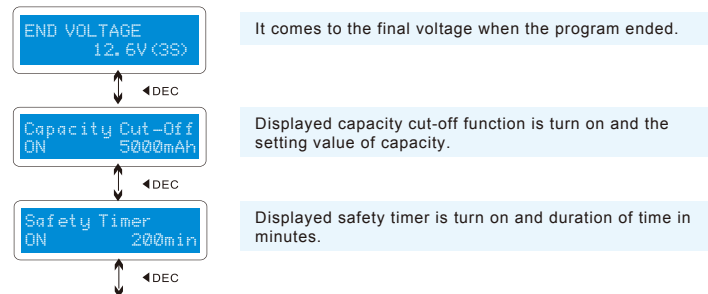 END VOLTAGE
12.6V(3S)
It comes to the final voltage when the program ended.
◀DEC
Capacity Cut-Off
ON 5000mAh
Displayed capacity cut-off function is turn on and the
setting value of capacity.
◀DEC
Safety Timer
ON 200min
Displayed safety timer is turn on and duration of time in
minutes.
◀DEC